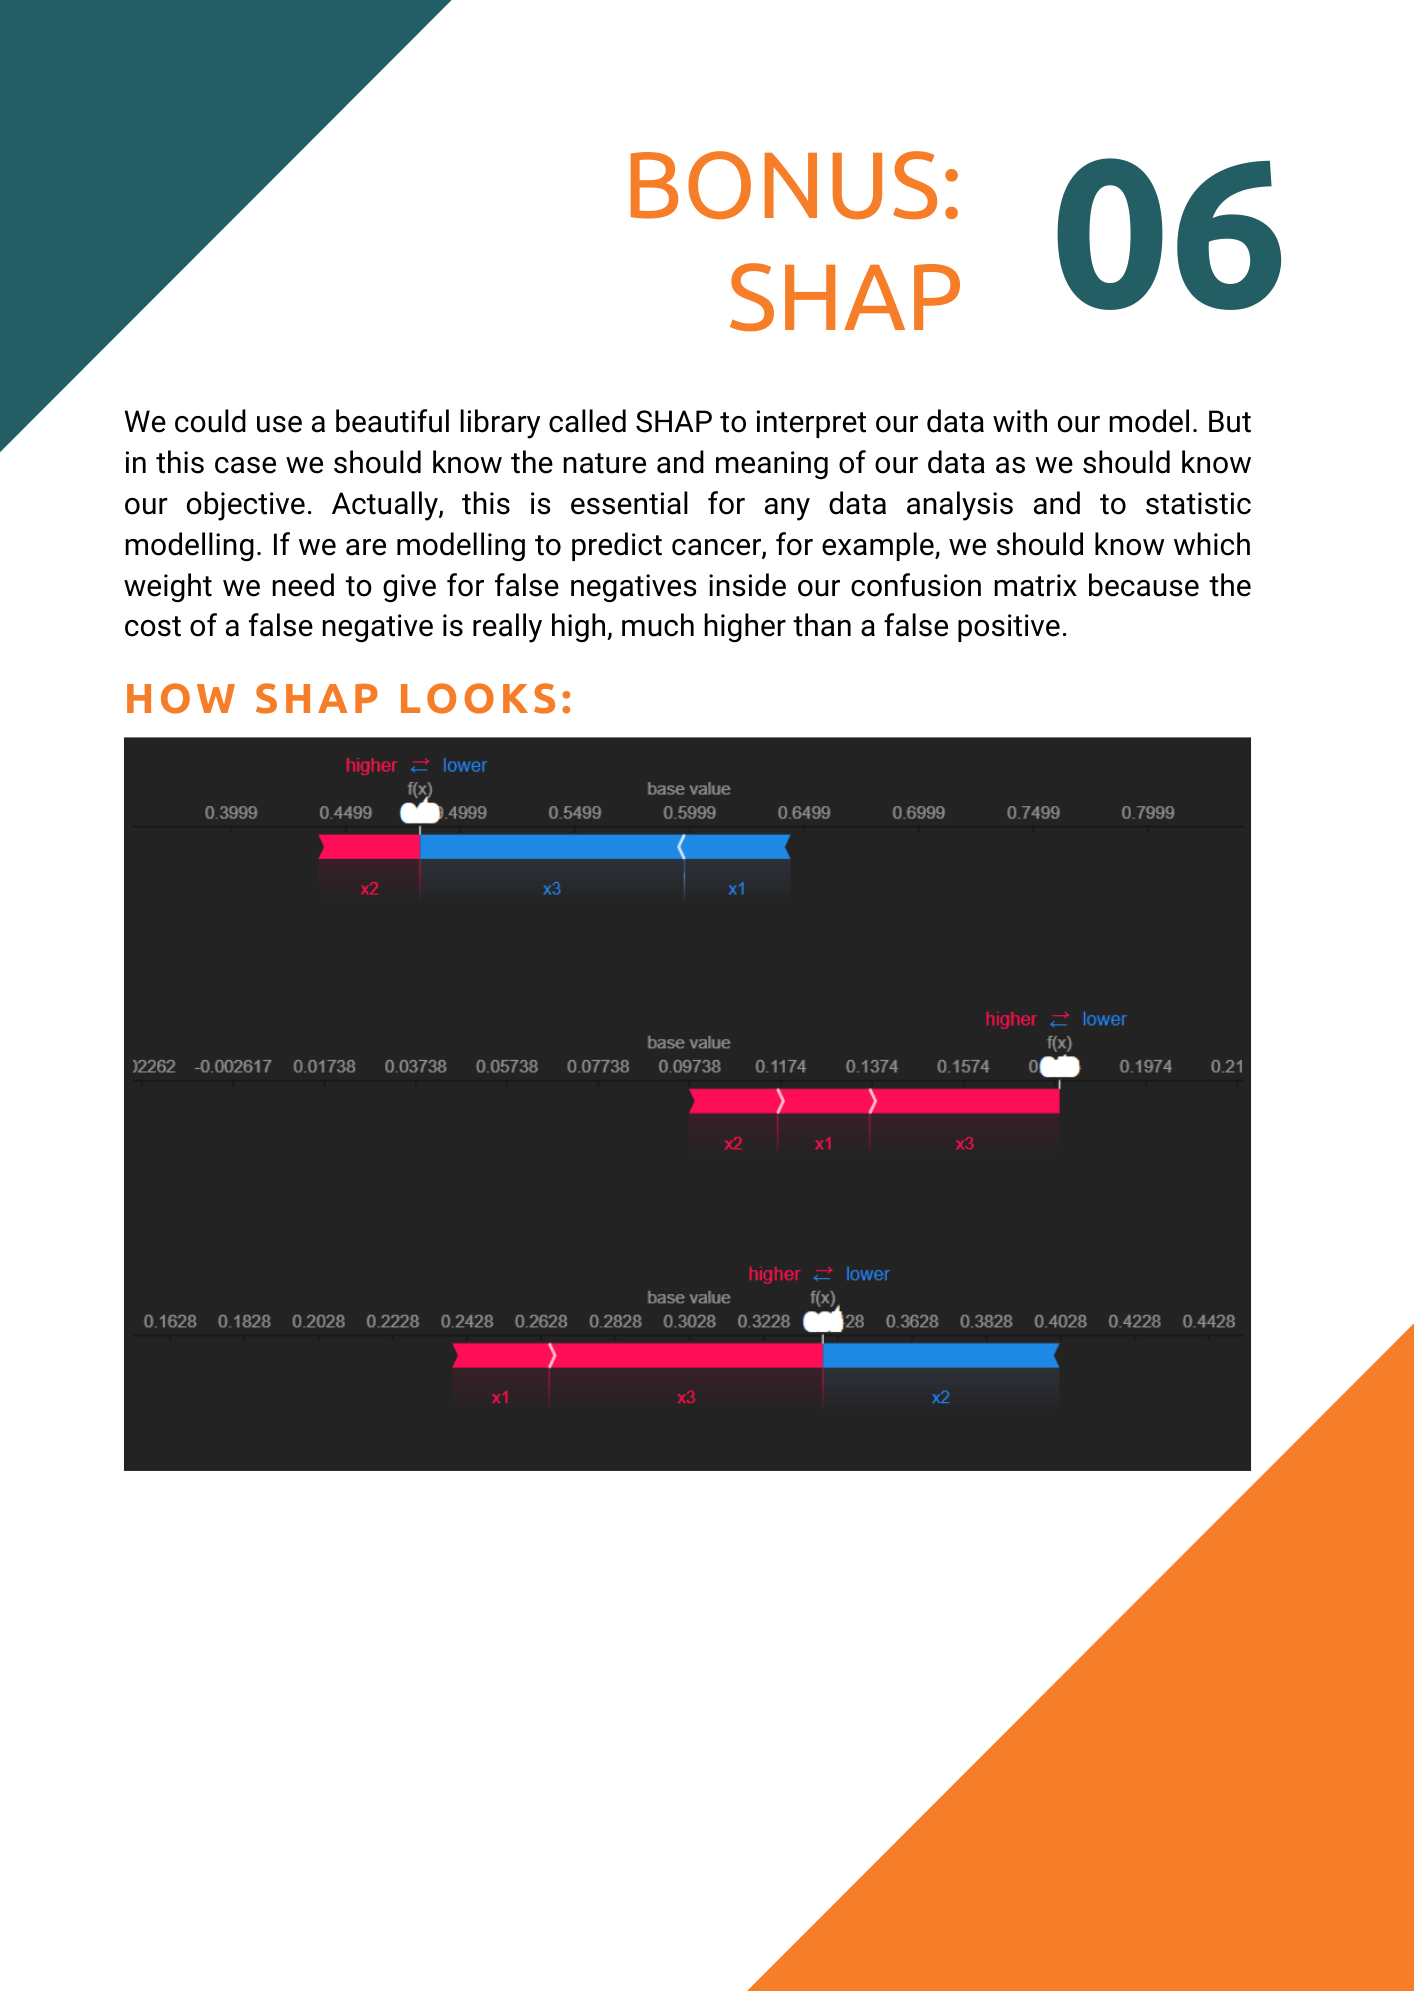 BONUS:
SHAP
06
We could use a beautiful library called SHAP to interpret our data with our model. But
in this case we should know the nature and meaning of our data as we should know
our objective. Actually, this is essential for any data analysis and to statistic
modelling. If we are modelling to predict cancer, for example, we should know which
weight we need to give for false negatives inside our confusion matrix because the
cost of a false negative is really high, much higher than a false positive.
HOW SHAP LOOKS:
higher lower
f(x) base value
0.3999 0.4499 .4999 0.5499 0.5999 0.6499 0.6999 0.7499 0.7999
x2 x3 x1
higher lower
base value f(x)
2262 -0.002617 0.01738 0.03738 0.05738 0.07738 0.09738 0.1174 0.1374 0.1574 0 0.1974 0.21
x2 x1 x3
higher lower
base value f(x)
0.1628 0.1828 0.2028 0.2228 0.2428 0.2628 0.2828 0.3028 0.3228 28 0.3628 0.3828 0.4028 0.4228 0.4428
x1 x3 x2